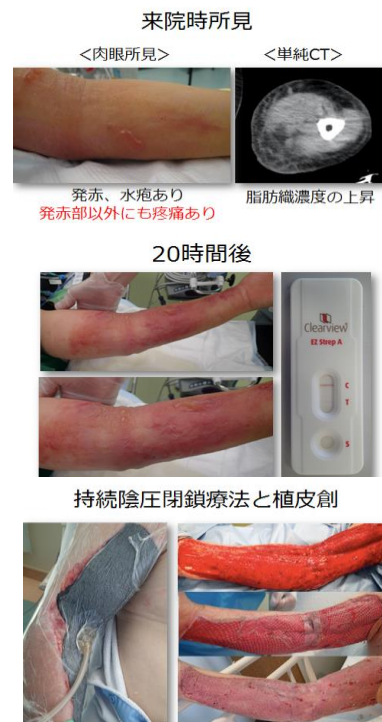 来院時所見
＜肉眼所見＞
＜単純CT＞
発赤、水疱あり
発赤部以外にも疼痛あり
脂肪織濃度の上昇
20時間後
Clearview
EZ Strep A
C
T
S
持続陰圧閉鎖療法と植皮創